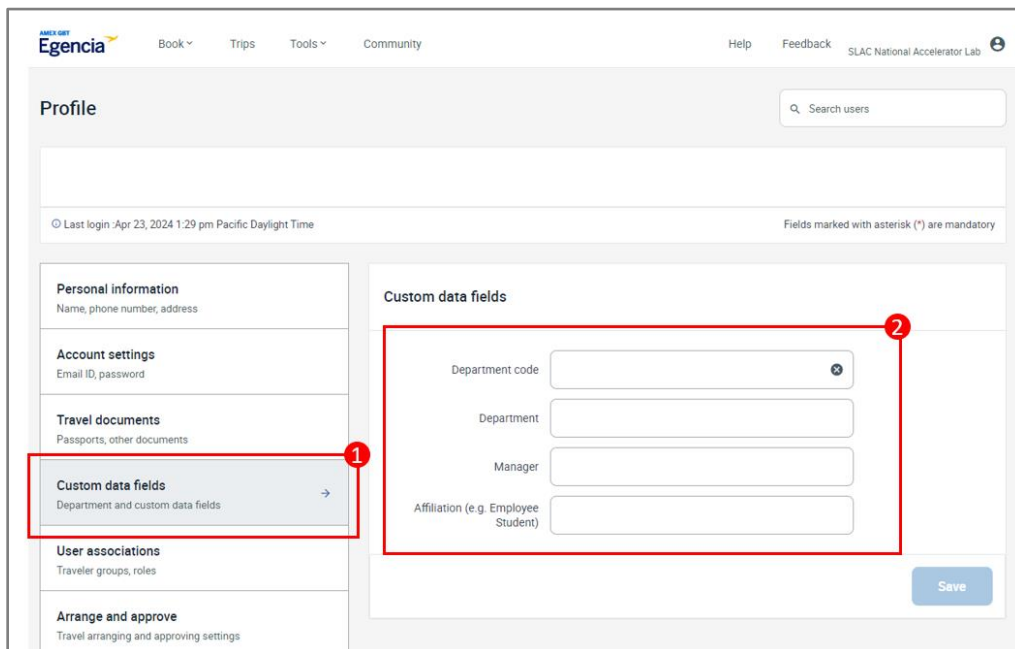 AMEX GBT
Egencia
Book Trips Tools Community Help Feedback SLAC National Accelerator Lab
Profile
Search users
Last login :Apr 23, 2024 1:29 pm Pacific Daylight Time
Fields marked with asterisk (*) are mandatory
Personal information
Name, phone number, address
Account settings
Email ID, password
Travel documents
Passports, other documents
1
Custom data fields
Department and custom data fields
User associations
Traveler groups, roles
Arrange and approve
Travel arranging and approving settings
Custom data fields
2
Department code
Department
Manager
Affiliation (e.g. Employee
Student)
Save